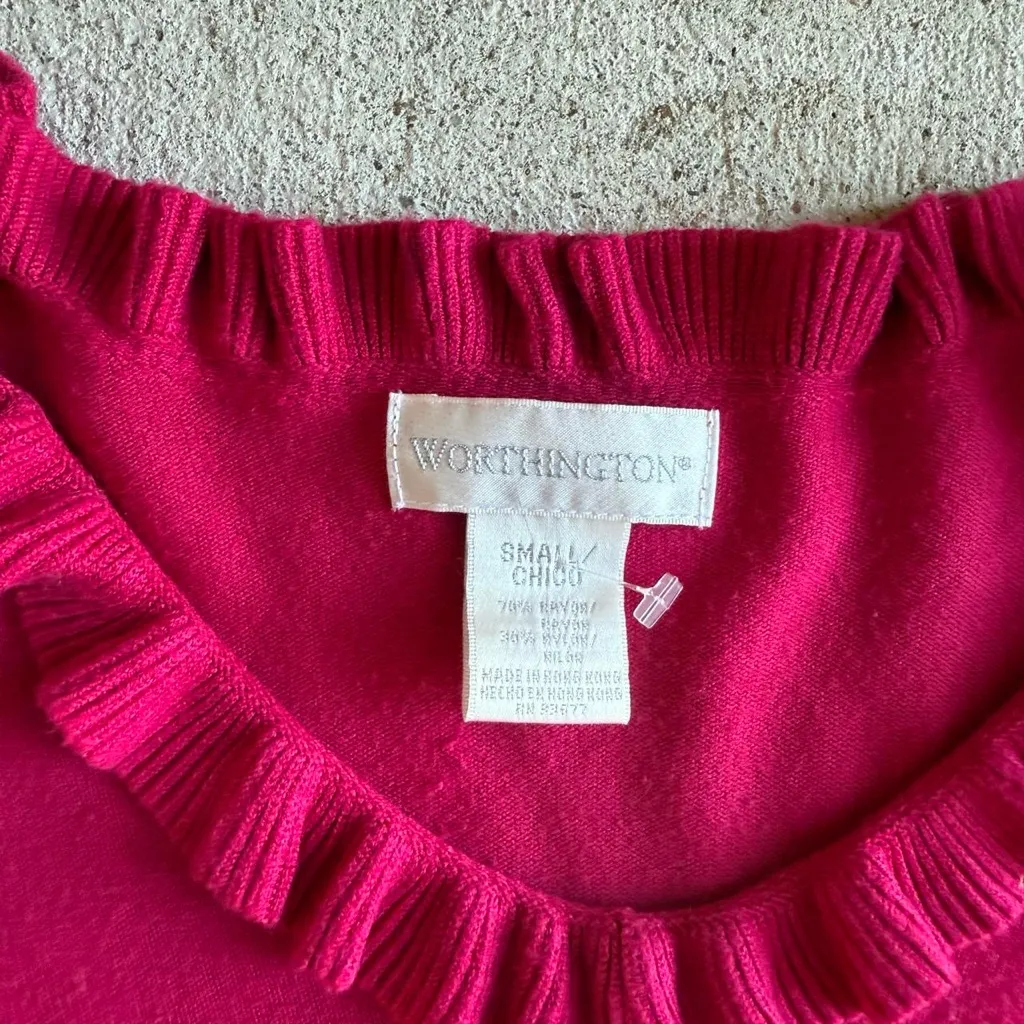 WORTHINGTON®
SMALL/
CHICO
70% RAYON/
RAYON
30% NYLON/
NILON
MADE IN HONG KONG
HECHO EN HONG KONG